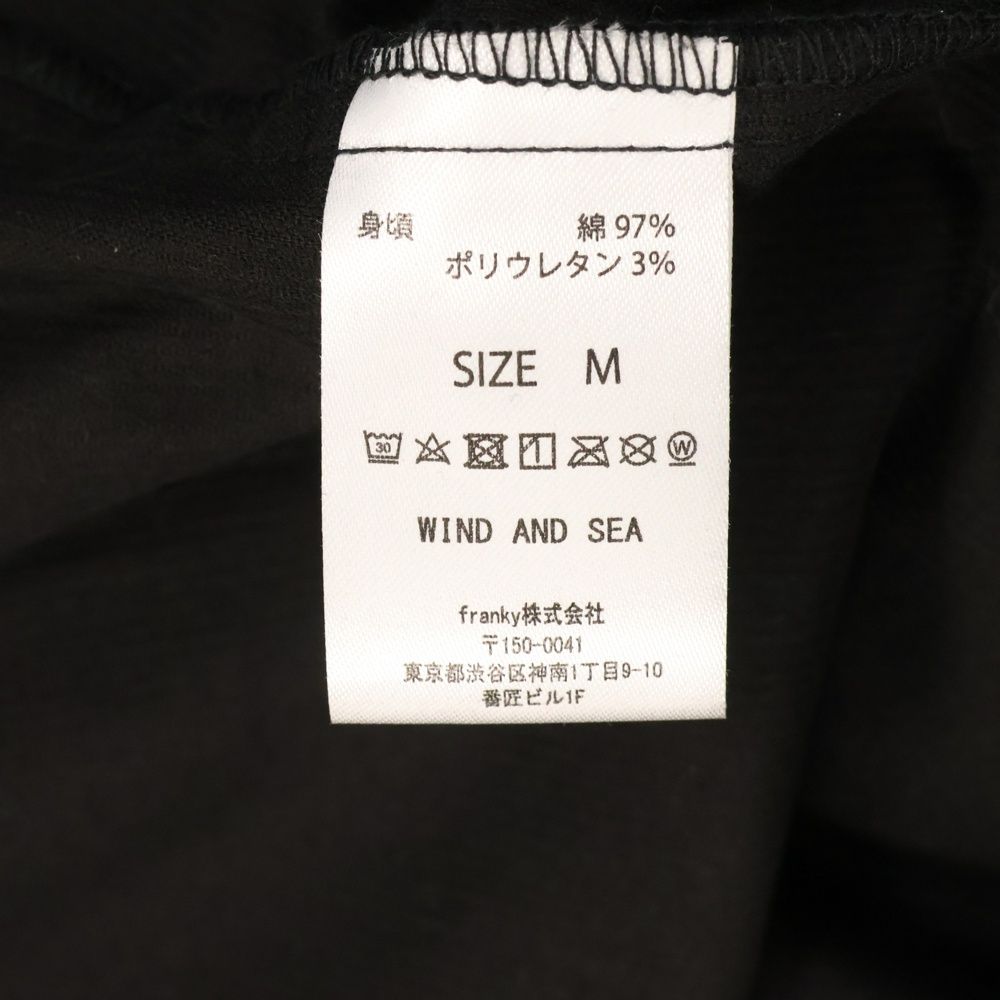 身頃 綿 97%
ポリウレタン 3%
SIZE M
30 1 W
WIND AND SEA
franky株式会社
〒150-0041
東京都渋谷区神南1丁目9-10
番匠ビル1F